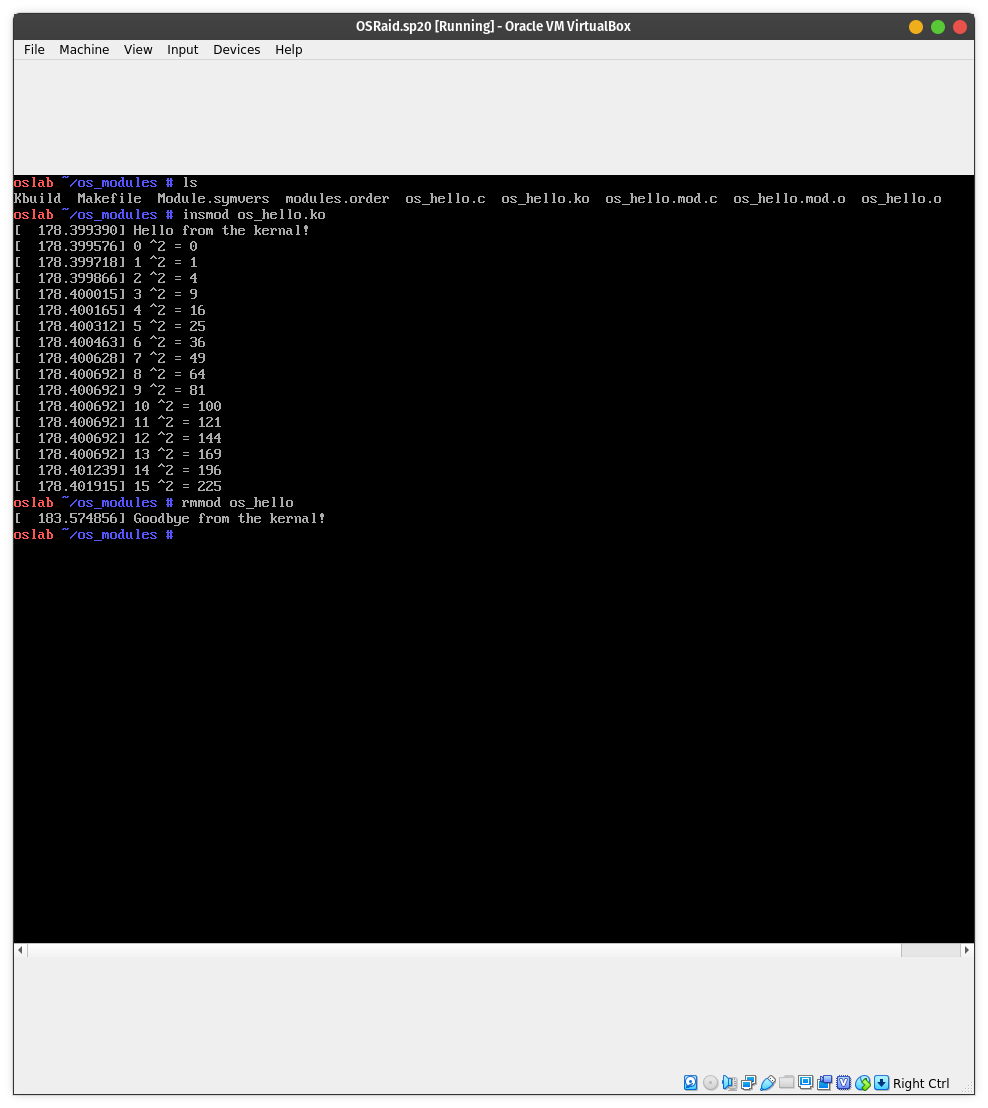 OSRaid.sp20 [Running] - Oracle VM VirtualBox
File Machine View Input Devices Help
oslab ~/os_modules # ls
Kbuild  Makefile  Module.symvers  modules.order  os_hello.c  os_hello.ko  os_hello.mod.c  os_hello.mod.o  os_hello.o
oslab ~/os_modules # insmod os_hello.ko
[  178.399390] Hello from the kernal!
[  178.399576] 0 ^2 = 0
[  178.399718] 1 ^2 = 1
[  178.399866] 2 ^2 = 4
[  178.400015] 3 ^2 = 9
[  178.400165] 4 ^2 = 16
[  178.400312] 5 ^2 = 25
[  178.400463] 6 ^2 = 36
[  178.400628] 7 ^2 = 49
[  178.400692] 8 ^2 = 64
[  178.400692] 9 ^2 = 81
[  178.400692] 10 ^2 = 100
[  178.400692] 11 ^2 = 121
[  178.400692] 12 ^2 = 144
[  178.400692] 13 ^2 = 169
[  178.401239] 14 ^2 = 196
[  178.401915] 15 ^2 = 225
oslab ~/os_modules # rmmod os_hello
[  183.574856] Goodbye from the kernal!
oslab ~/os_modules #
Right Ctrl